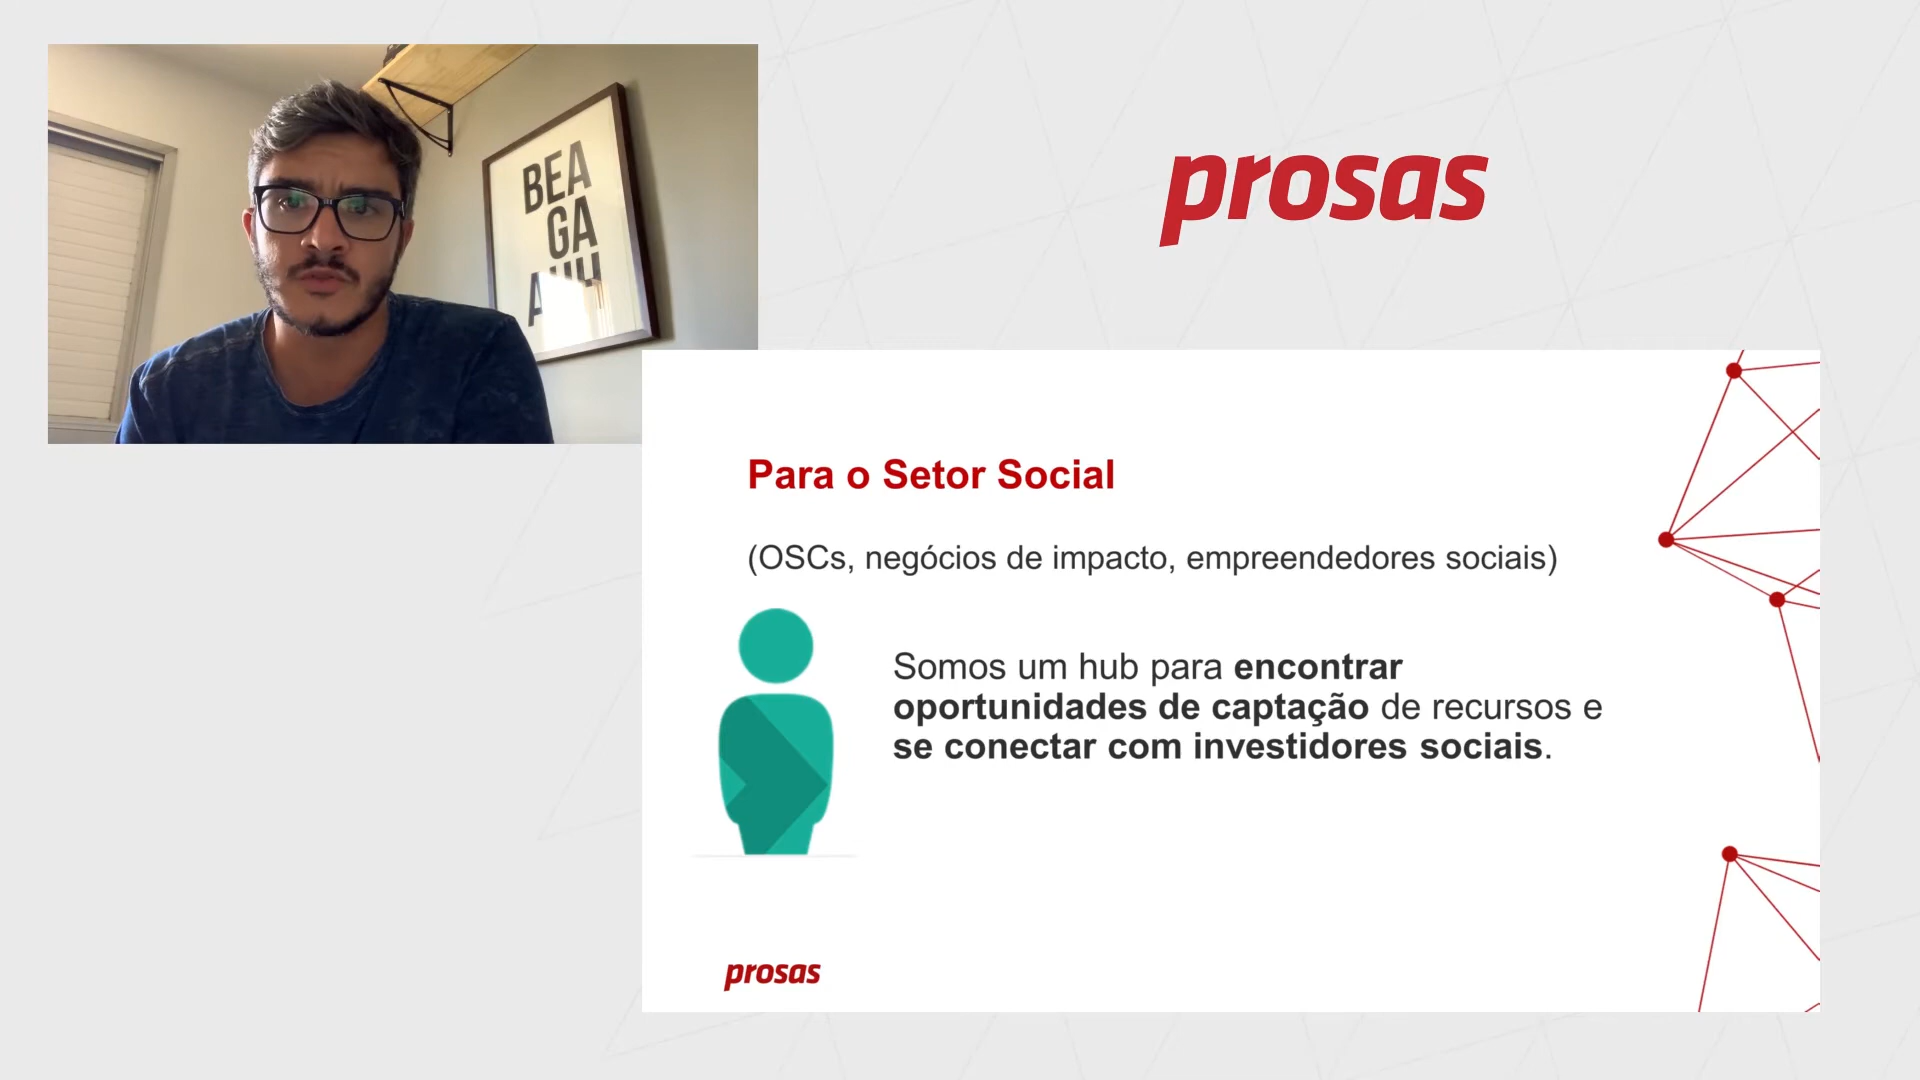 BEA
GA
prosas
Para o Setor Social
(OSCs, negócios de impacto, empreendedores sociais)
Somos um hub para encontrar
oportunidades de captação de recursos e
se conectar com investidores sociais.
prosas